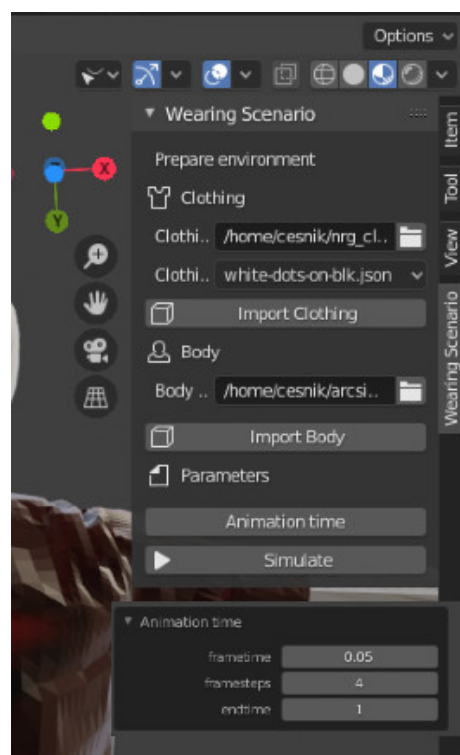 Options
Wearing Scenario
Prepare environment
Clothing
Clothi.. /home/cesnik/nrg_cl..
Clothi.. white-dots-on-blk.json
Import Clothing
Body
Body .. /home/cesnik/arcsi..
Import Body
Parameters
Animation time
Simulate
Item
Tool
View
Wearing Scenario
X
Y
Animation time
frametime 0.05
framesteps 4
endtime 1